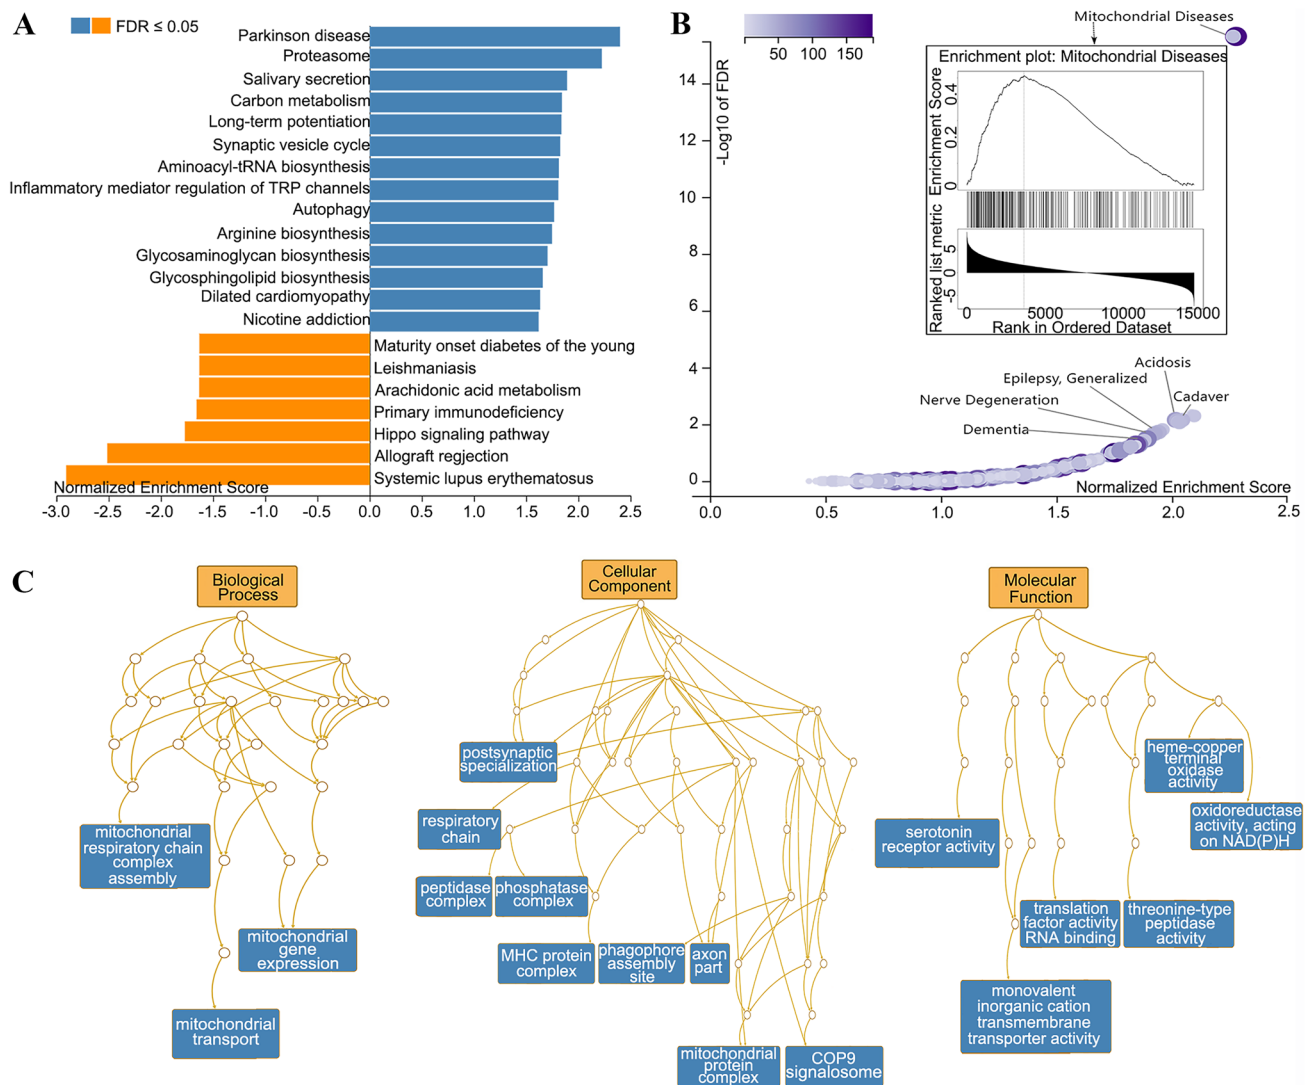 A
FDR ≤ 0.05
Parkinson disease
Proteasome
Salivary secretion
Carbon metabolism
Long-term potentiation
Synaptic vesicle cycle
Aminoacyl-tRNA biosynthesis
Inflammatory mediator regulation of TRP channels
Autophagy
Arginine biosynthesis
Glycosaminoglycan biosynthesis
Glycosphingolipid biosynthesis
Dilated cardiomyopathy
Nicotine addiction
Maturity onset diabetes of the young
Leishmaniasis
Arachidonic acid metabolism
Primary immunodeficiency
Hippo signaling pathway
Allograft regjection
Systemic lupus erythematosus
Normalized Enrichment Score
-3.0 -2.5 -2.0 -1.5 -1.0 -0.5 0.0 0.5 1.0 1.5 2.0 2.5
B
50 100 150
-Log10 of FDR
14
12
10
8
6
4
2
0
Mitochondrial Diseases
Enrichment plot: Mitochondrial Diseases
Enrichment Score
0.4
0.2
0
Ranked list metric
5
0
-5
0 5000 10000 15000
Rank in Ordered Dataset
Acidosis
Epilepsy, Generalized
Cadaver
Nerve Degeneration
Dementia
Normalized Enrichment Score
0.0 0.5 1.0 1.5 2.0 2.5
C
Biological
Process
mitochondrial
respiratory chain
complex
assembly
mitochondrial
gene
expression
mitochondrial
transport
Cellular
Component
postsynaptic
specialization
respiratory
chain
peptidase
complex
phosphatase
complex
MHC protein
complex
phagophore
assembly
site
axon
part
mitochondrial
protein
complex
COP9
signalosome
Molecular
Function
heme-copper
terminal
oxidase
activity
oxidoreductase
activity, acting
on NAD(P)H
serotonin
receptor activity
translation
factor activity
RNA binding
threonine-type
peptidase
activity
monovalent
inorganic cation
transmembrane
transporter activity